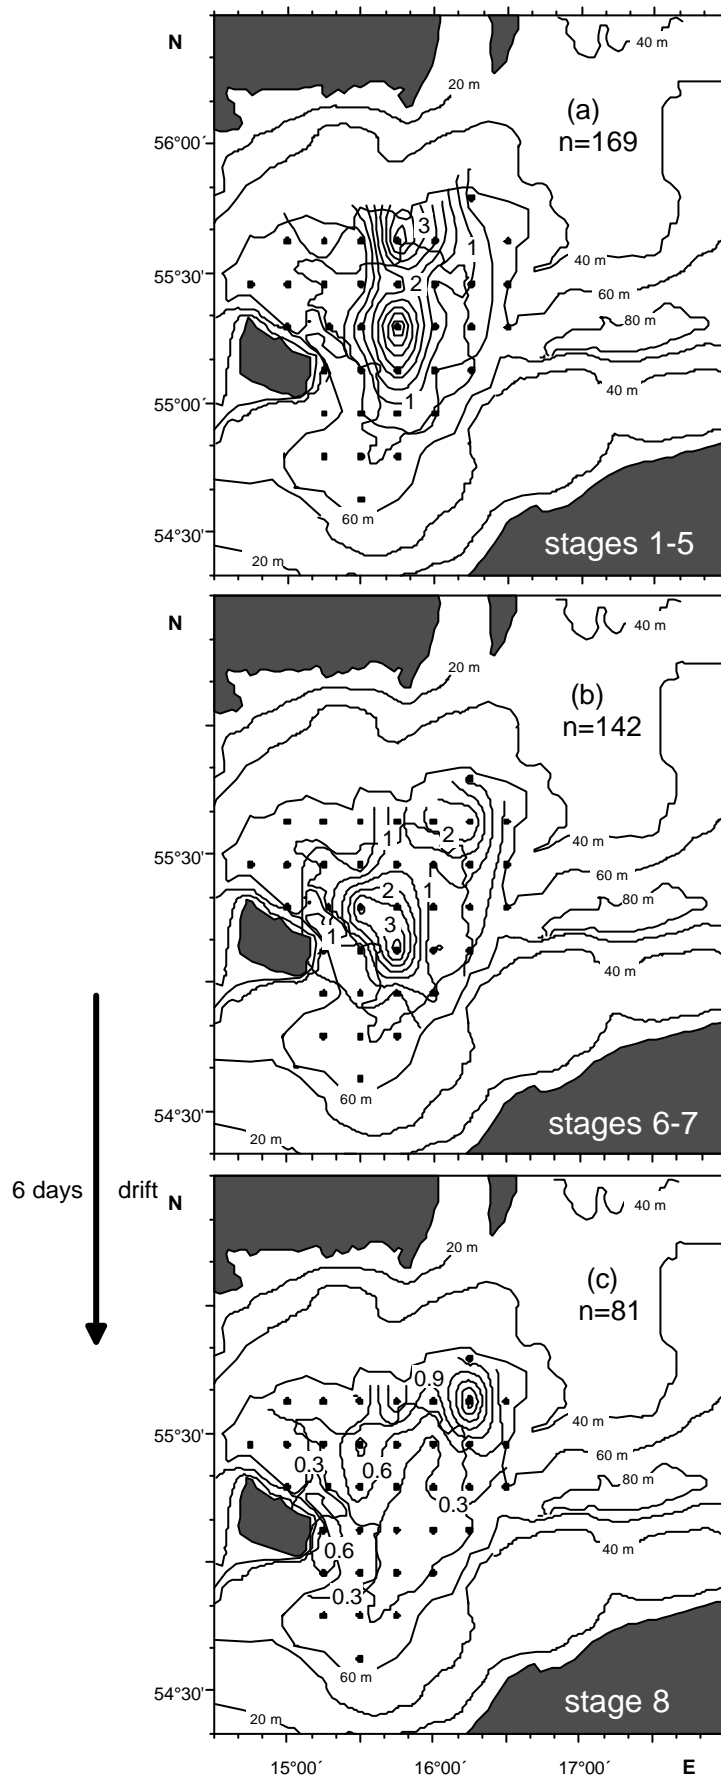 N
40 m
20 m
(a)
n=169
56°00´
3
1
40 m
55°30´
2
60 m
80 m
40 m
55°00´
1
60 m
54°30'
20 m
stages 1-5
N
40 m
20 m
(b)
n=142
2
1
40 m
55°30´
60 m
2
1
80 m
3
1
40 m
60 m
54°30'
20 m
stages 6-7
6 days drift
N
40 m
20 m
(c)
n=81
0.9
40 m
55°30´
60 m
0.3
0.6
80 m
0.3
0.6
40 m
0.3
60 m
54°30'
20 m
stage 8
15°00´ 16°00´ 17°00´ E